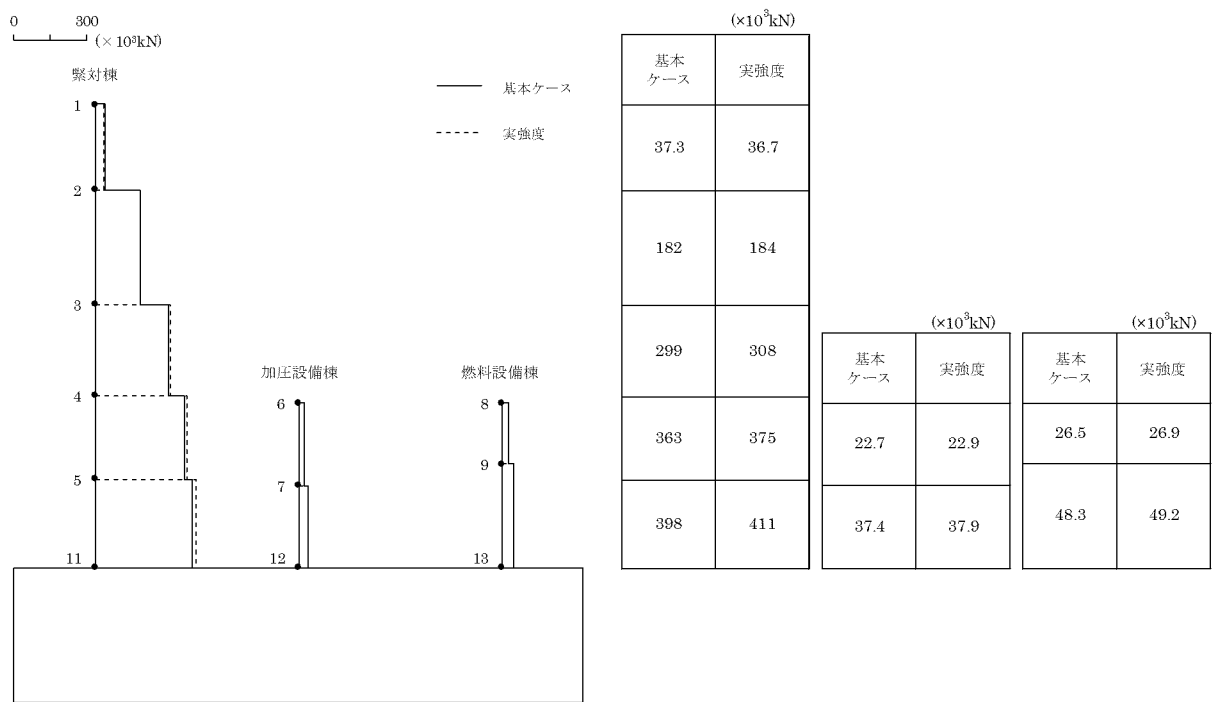 0 300
(×10³kN)
緊対棟
基本ケース
実強度
1
2
3
4
5
11
加圧設備棟
6
7
12
燃料設備棟
8
9
13
(×10³kN)
基本
ケース
実強度
37.3 36.7
182 184
299 308
363 375
398 411
(×10³kN)
基本
ケース
実強度
22.7 22.9
37.4 37.9
(×10³kN)
基本
ケース
実強度
26.5 26.9
48.3 49.2